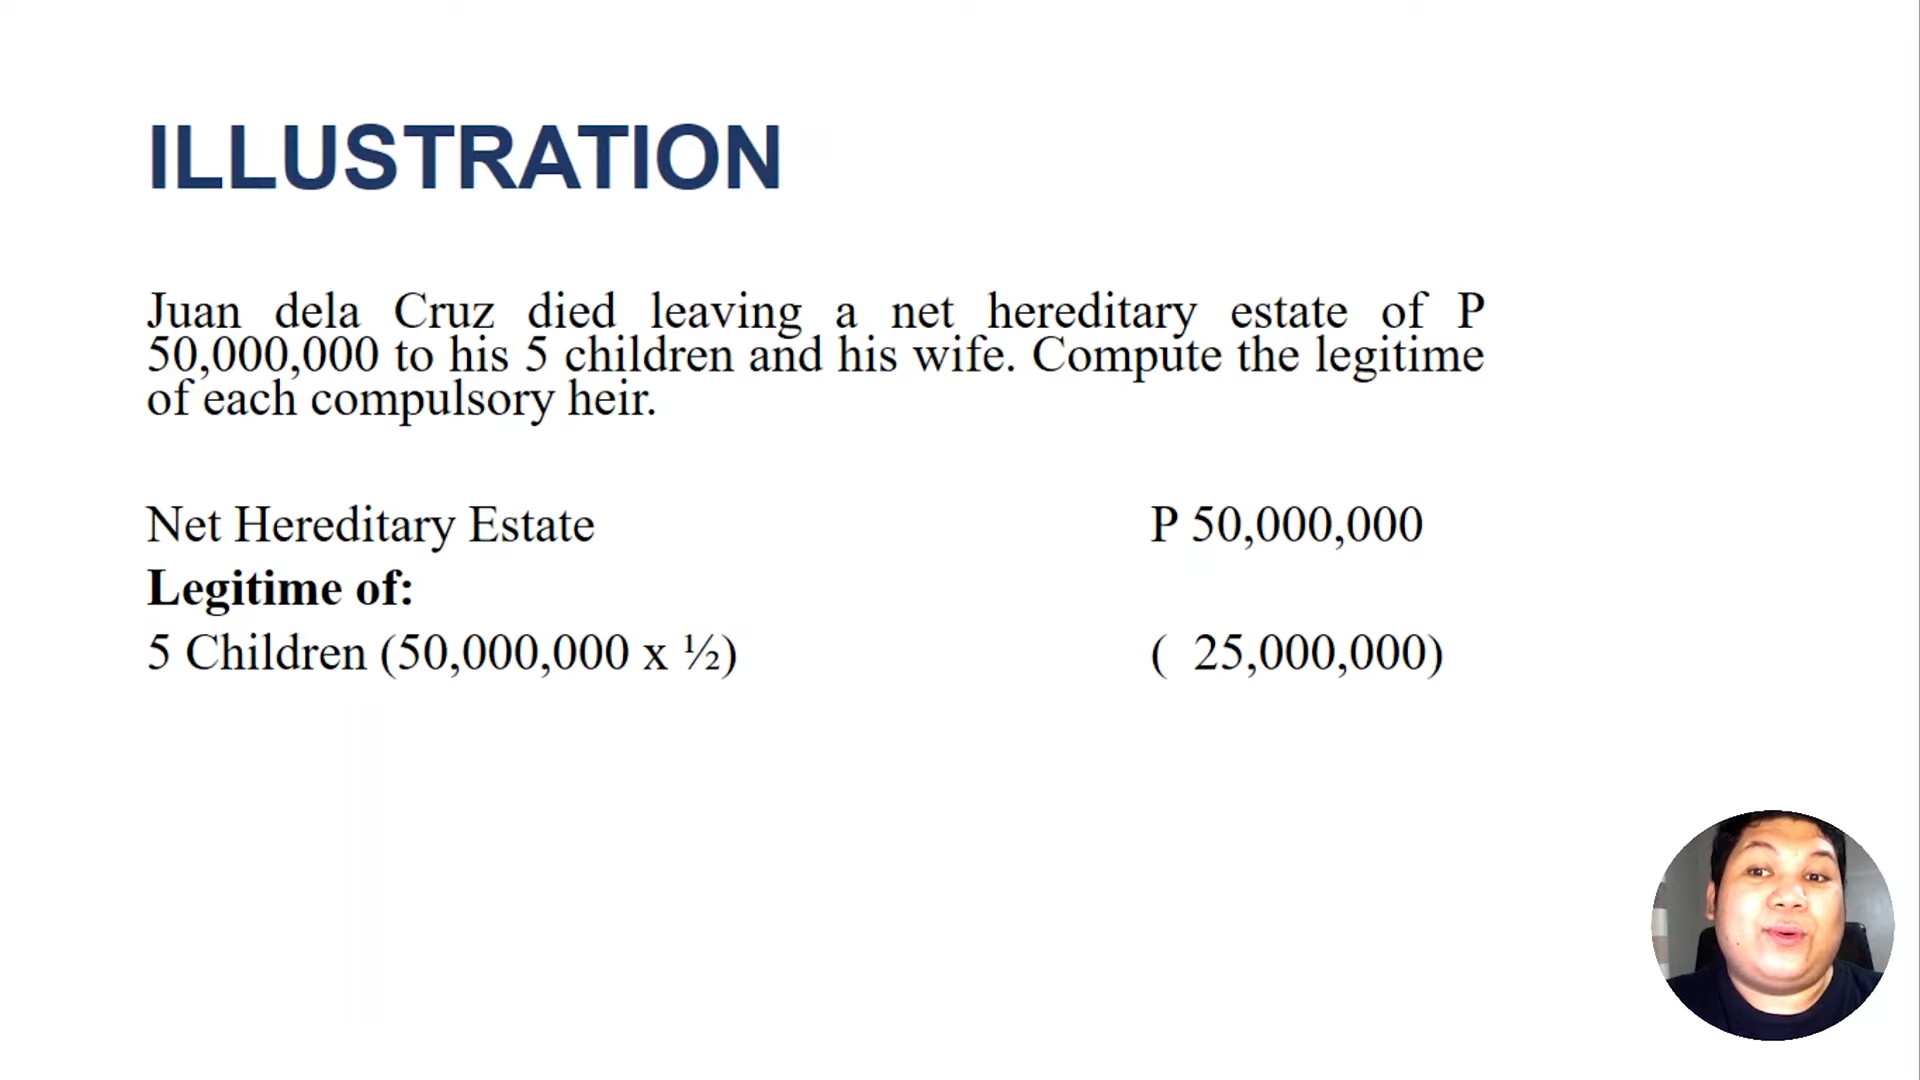 ILLUSTRATION
Juan dela Cruz died leaving a net hereditary estate of P
50,000,000 to his 5 children and his wife. Compute the legitime
of each compulsory heir.
Net Hereditary Estate P 50,000,000
Legitime of:
5 Children (50,000,000 x ½) ( 25,000,000)